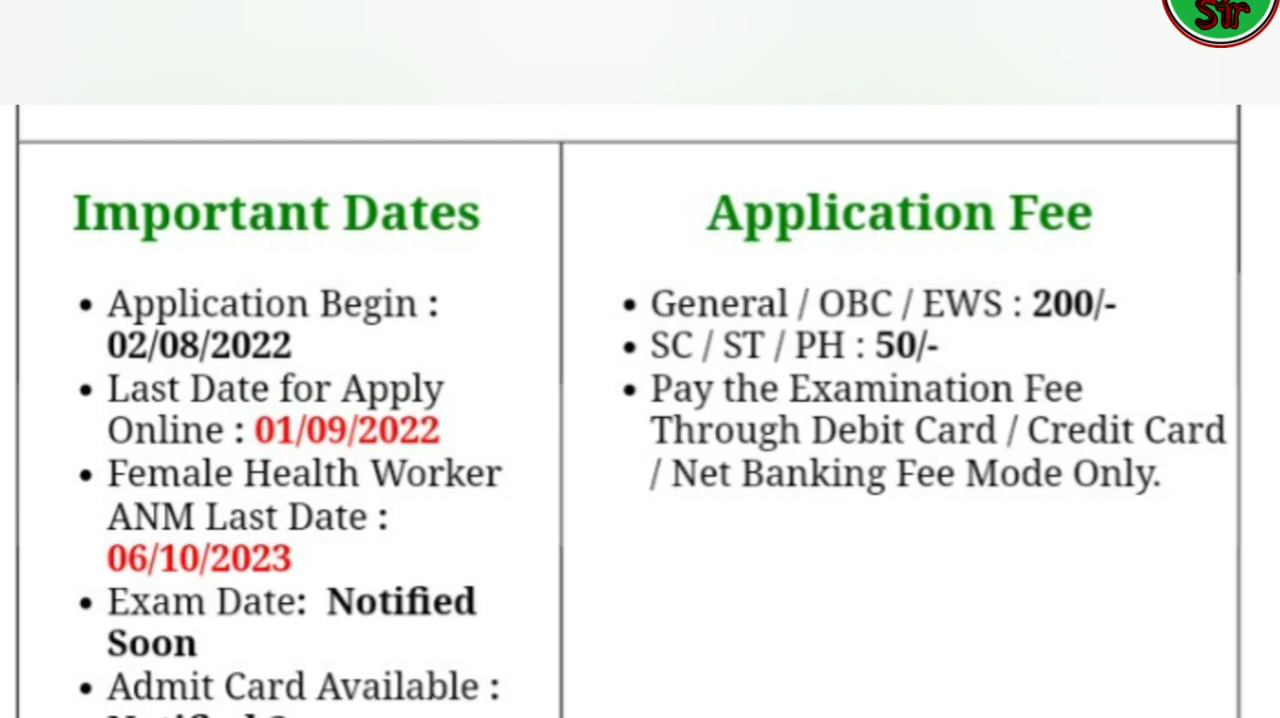 Sir
Important Dates
• Application Begin :
02/08/2022
• Last Date for Apply
Online : 01/09/2022
• Female Health Worker
ANM Last Date :
06/10/2023
• Exam Date: Notified
Soon
• Admit Card Available :
Application Fee
• General / OBC / EWS : 200/-
• SC / ST / PH : 50/-
• Pay the Examination Fee
Through Debit Card / Credit Card
/ Net Banking Fee Mode Only.